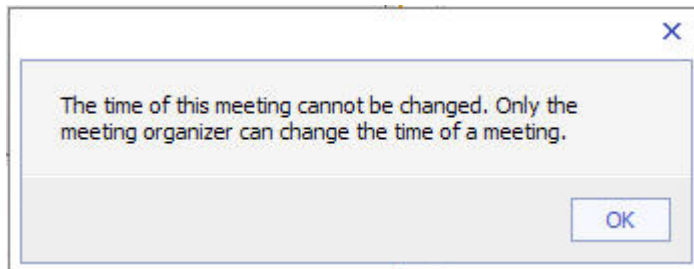 The time of this meeting cannot be changed. Only the
meeting organizer can change the time of a meeting.
OK